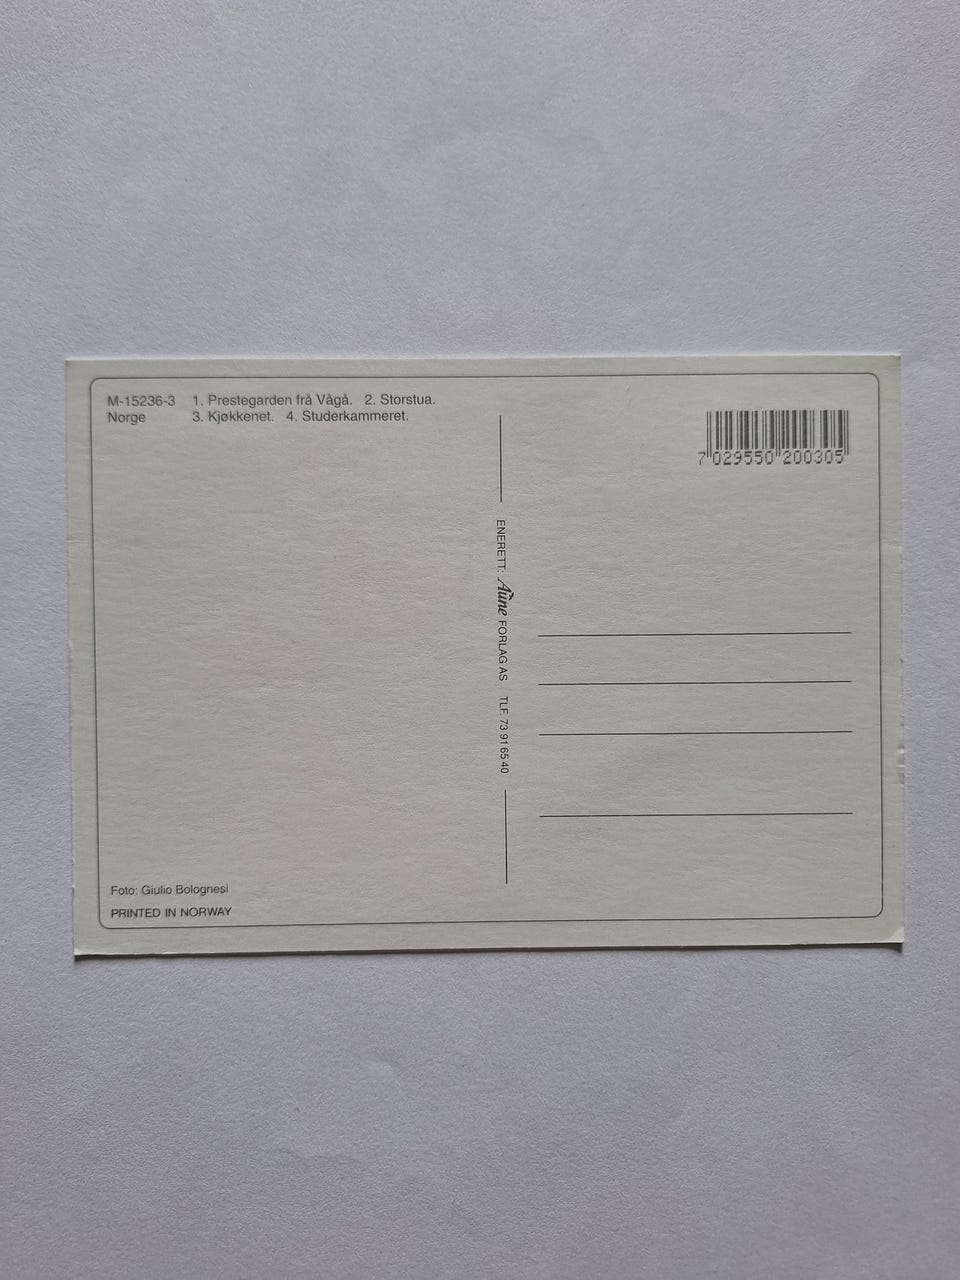 M-15236-3 1. Prestegarden frå Vågå. 2. Storstua.
Norge 3. Kjøkkenet. 4. Studerkammeret.
7 029550 200305
ENERETT: Aune FORLAG AS TLF. 73 91 65 40
Foto: Giulio Bolognesi
PRINTED IN NORWAY